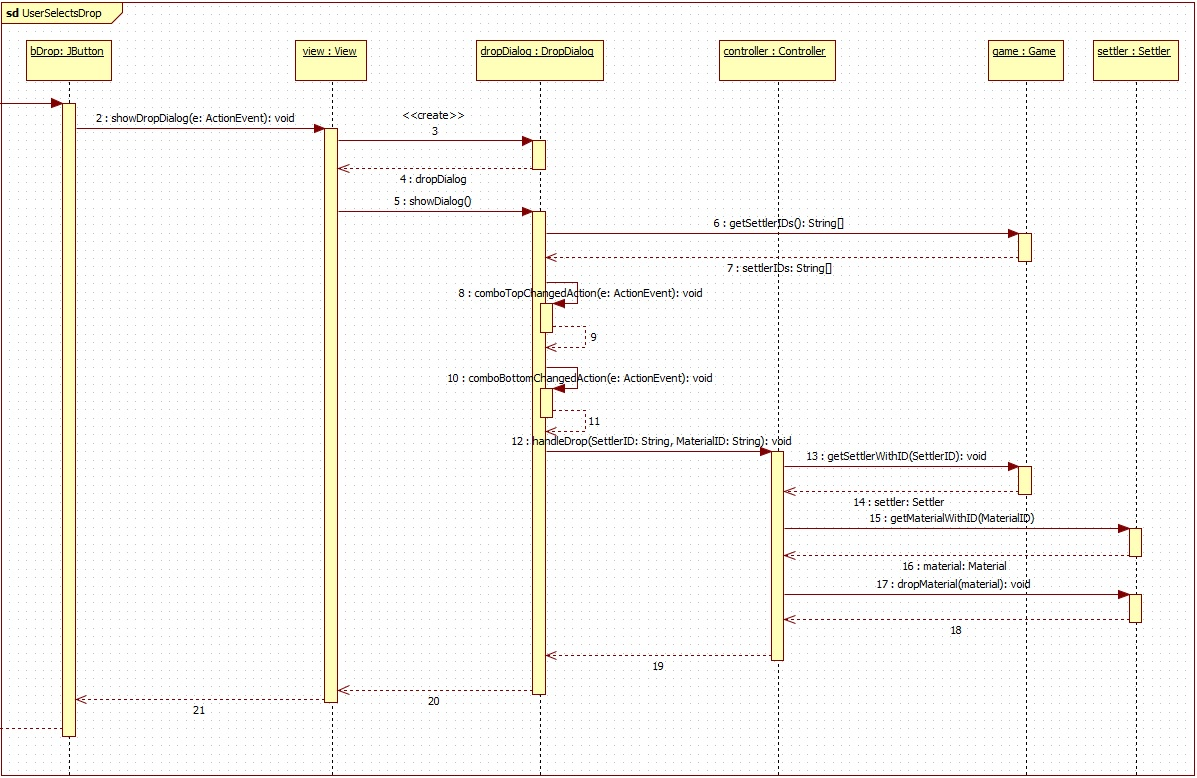 sd UserSelectsDrop
bDrop: JButton
view : View
dropDialog : DropDialog
controller : Controller
game : Game
settler : Settler
2 : showDropDialog(e: ActionEvent): void
<<create>>
3
4 : dropDialog
5 : showDialog()
6 : getSettlerIDs(): String[]
7 : settlerIDs: String[]
8 : comboTopChangedAction(e: ActionEvent): void
9
10 : comboBottomChangedAction(e: ActionEvent): void
11
12 : handleDrop(SettlerID: String, MaterialID: String): void
13 : getSettlerWithID(SettlerID): void
14 : settler: Settler
15 : getMaterialWithID(MaterialID)
16 : material: Material
17 : dropMaterial(material): void
18
19
20
21